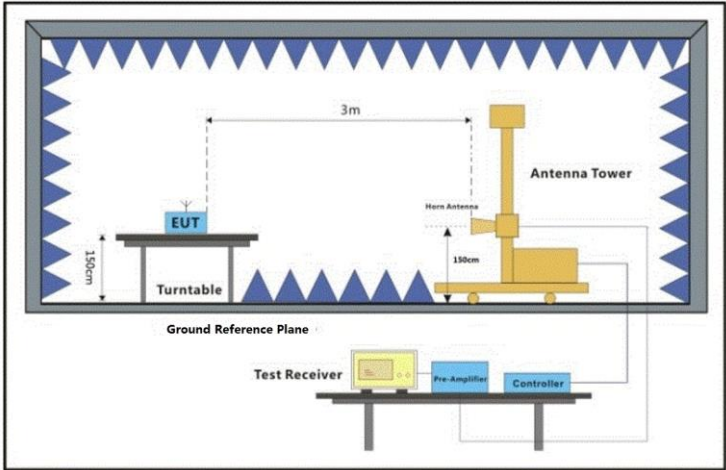 3m
Antenna Tower
Horn Antenna
EUT
150cm
150cm
Turntable
Ground Reference Plane
Test Receiver
Pre-Amplifier
Controller